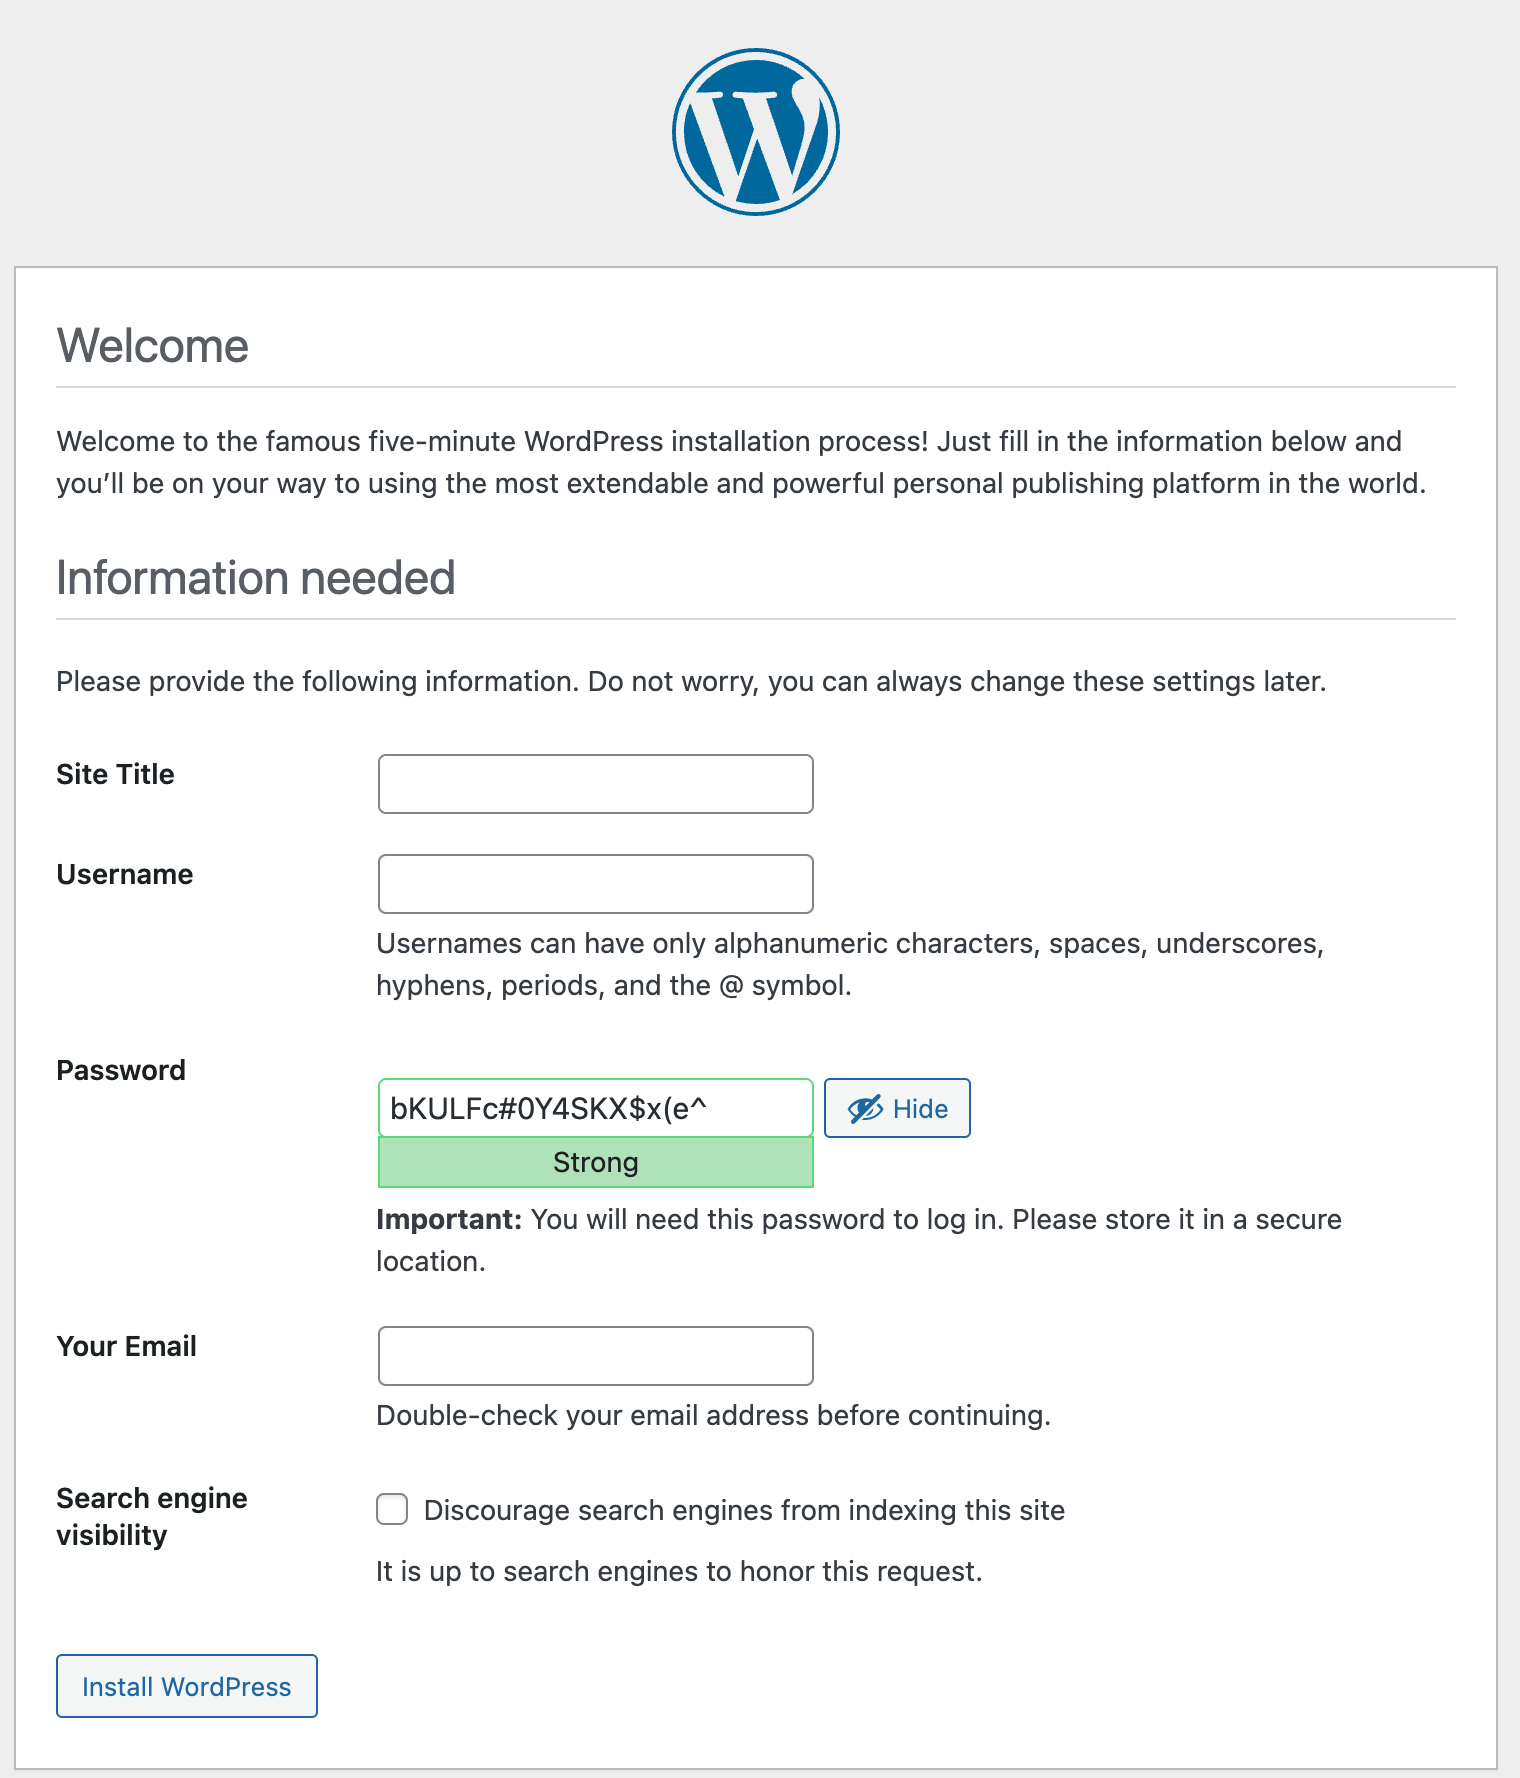 Welcome
Welcome to the famous five-minute WordPress installation process! Just fill in the information below and
you’ll be on your way to using the most extendable and powerful personal publishing platform in the world.
Information needed
Please provide the following information. Do not worry, you can always change these settings later.
Site Title
Username
Usernames can have only alphanumeric characters, spaces, underscores,
hyphens, periods, and the @ symbol.
Password
bKULFc#0Y4SKX$x(e^
Hide
Strong
Important: You will need this password to log in. Please store it in a secure
location.
Your Email
Double-check your email address before continuing.
Search engine
visibility
Discourage search engines from indexing this site
It is up to search engines to honor this request.
Install WordPress